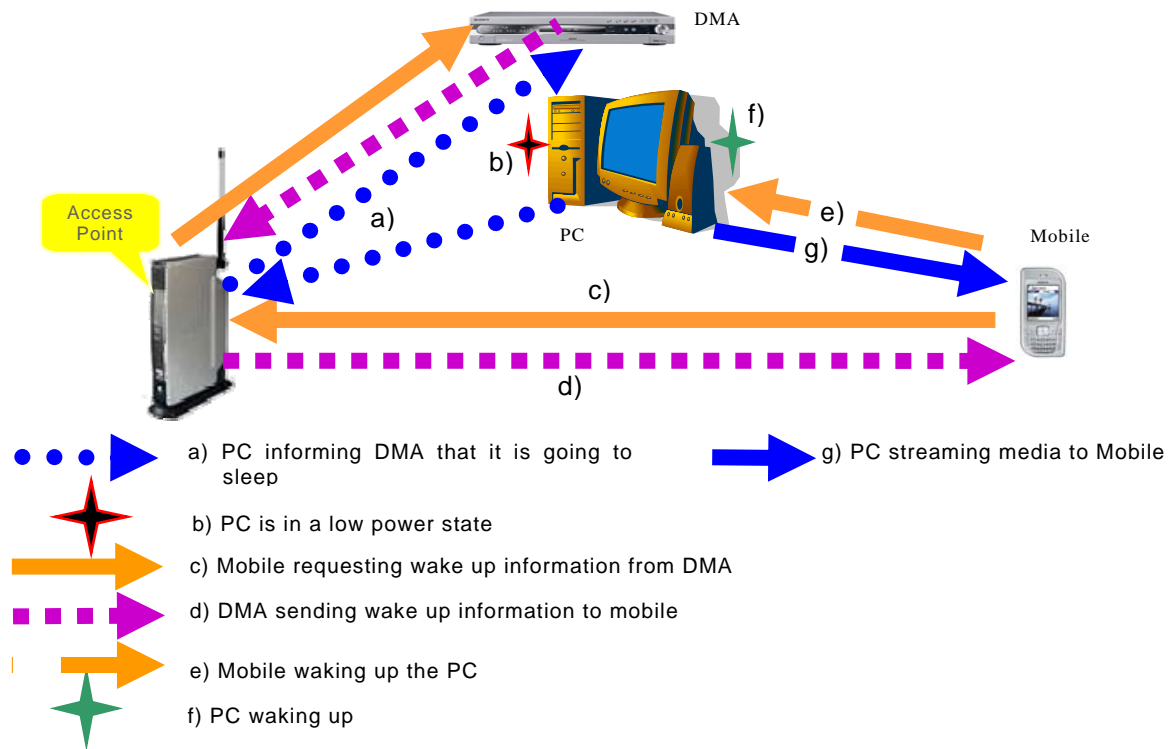 DMA
f)
b)
Access
Point
a)
e)
PC
g)
Mobile
c)
d)
a) PC informing DMA that it is going to
sleep
g) PC streaming media to Mobile
b) PC is in a low power state
c) Mobile requesting wake up information from DMA
d) DMA sending wake up information to mobile
e) Mobile waking up the PC
f) PC waking up